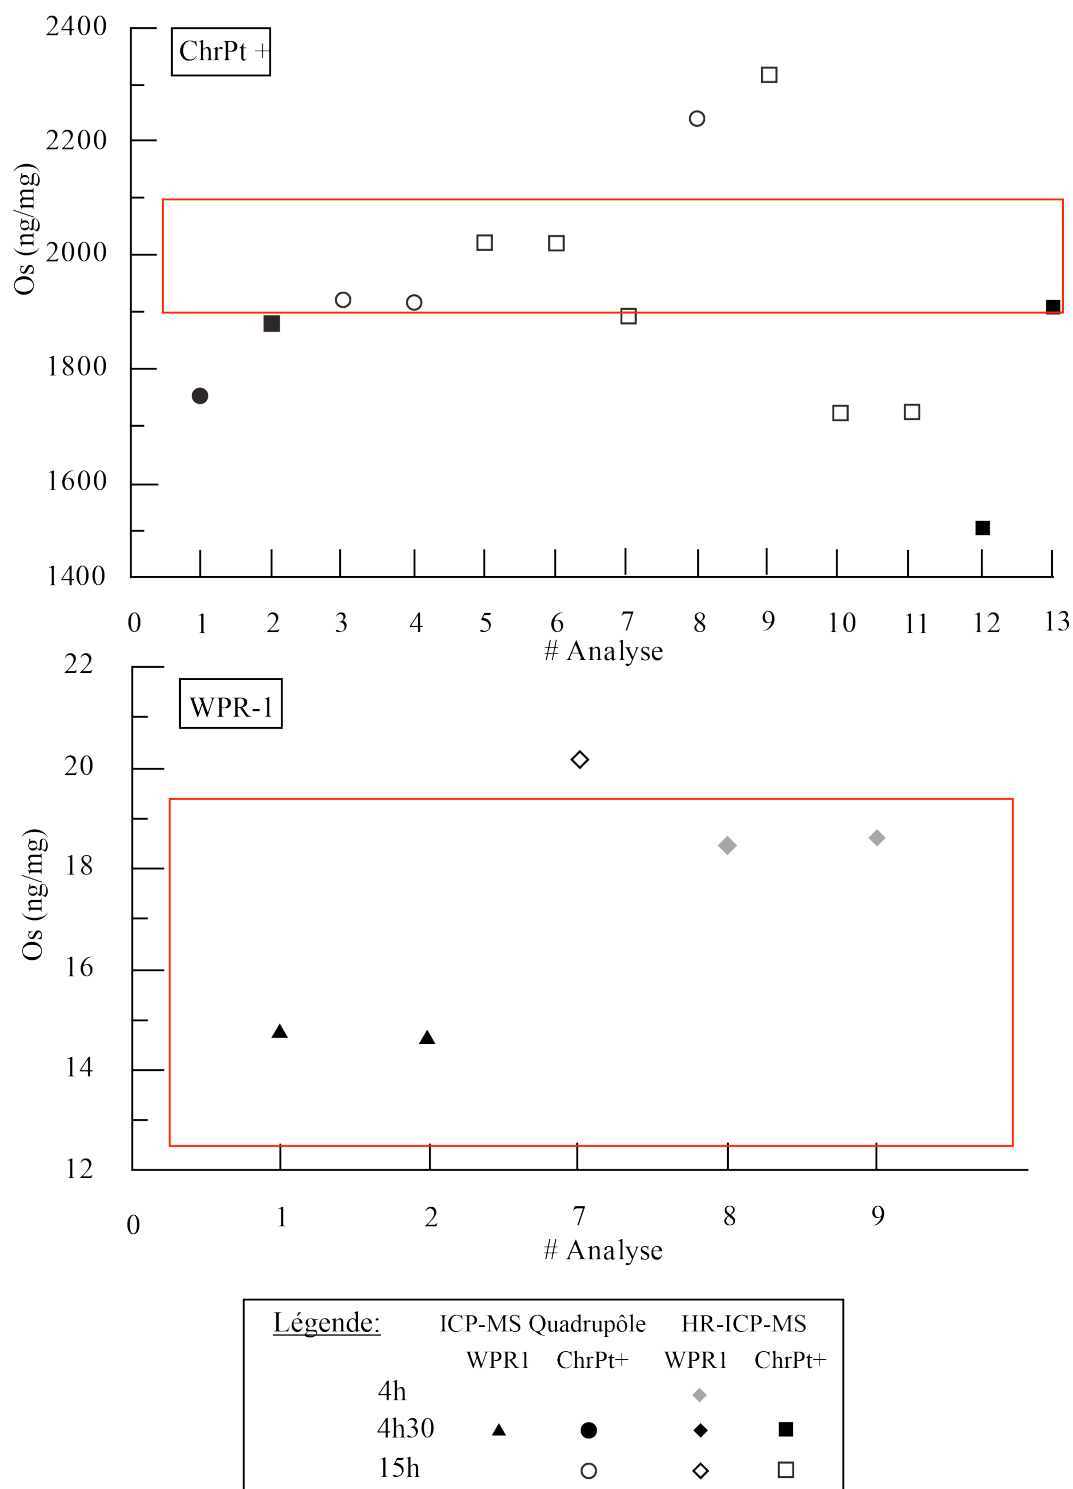 2400
ChrPt +
2200
2000
1800
1600
1400
Os (ng/mg)
0 1 2 3 4 5 6 7 8 9 10 11 12 13
# Analyse
22
WPR-1
20
18
16
14
12
Os (ng/mg)
0 1 2 7 8 9
# Analyse
Légende: ICP-MS Quadrupôle HR-ICP-MS
WPR1 ChrPt+ WPR1 ChrPt+
4h
4h30
15h